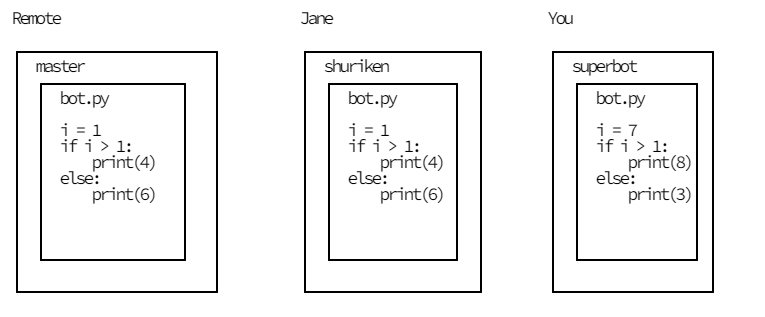 Remote
master
bot.py
i = 1
if i > 1:
    print(4)
else:
    print(6)
Jane
shuriken
bot.py
i = 1
if i > 1:
    print(4)
else:
    print(6)
You
superbot
bot.py
i = 7
if i > 1:
    print(8)
else:
    print(3)